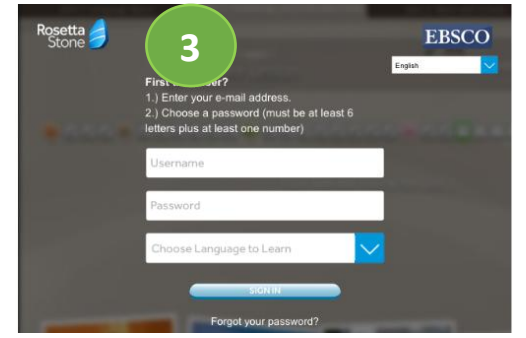 Rosetta
Stone
3
EBSCO
English
First
1.) Enter your e-mail address.
2.) Choose a password (must be at least 6
letters plus at least one number)
Username
Password
Choose Language to Learn
SIGN IN
Forgot your password?